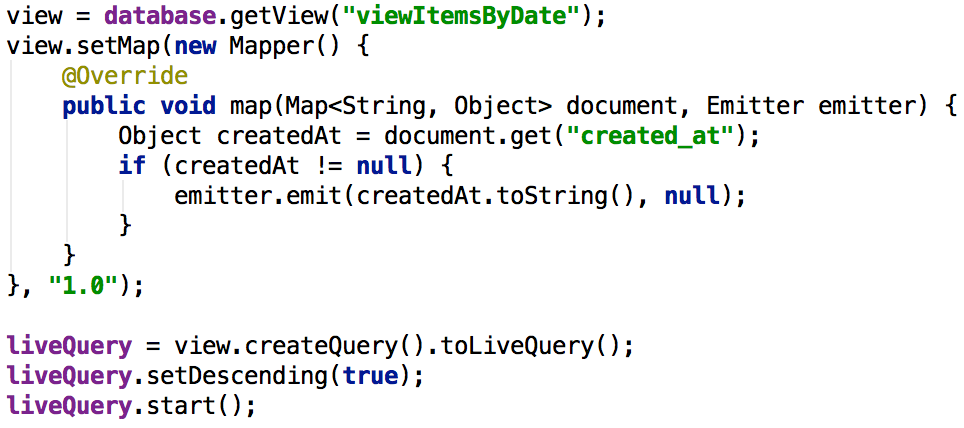 view = database.getView("viewItemsByDate");
view.setMap(new Mapper() {
    @Override
    public void map(Map<String, Object> document, Emitter emitter) {
        Object createdAt = document.get("created_at");
        if (createdAt != null) {
            emitter.emit(createdAt.toString(), null);
        }
    }
}, "1.0");

liveQuery = view.createQuery().toLiveQuery();
liveQuery.setDescending(true);
liveQuery.start();